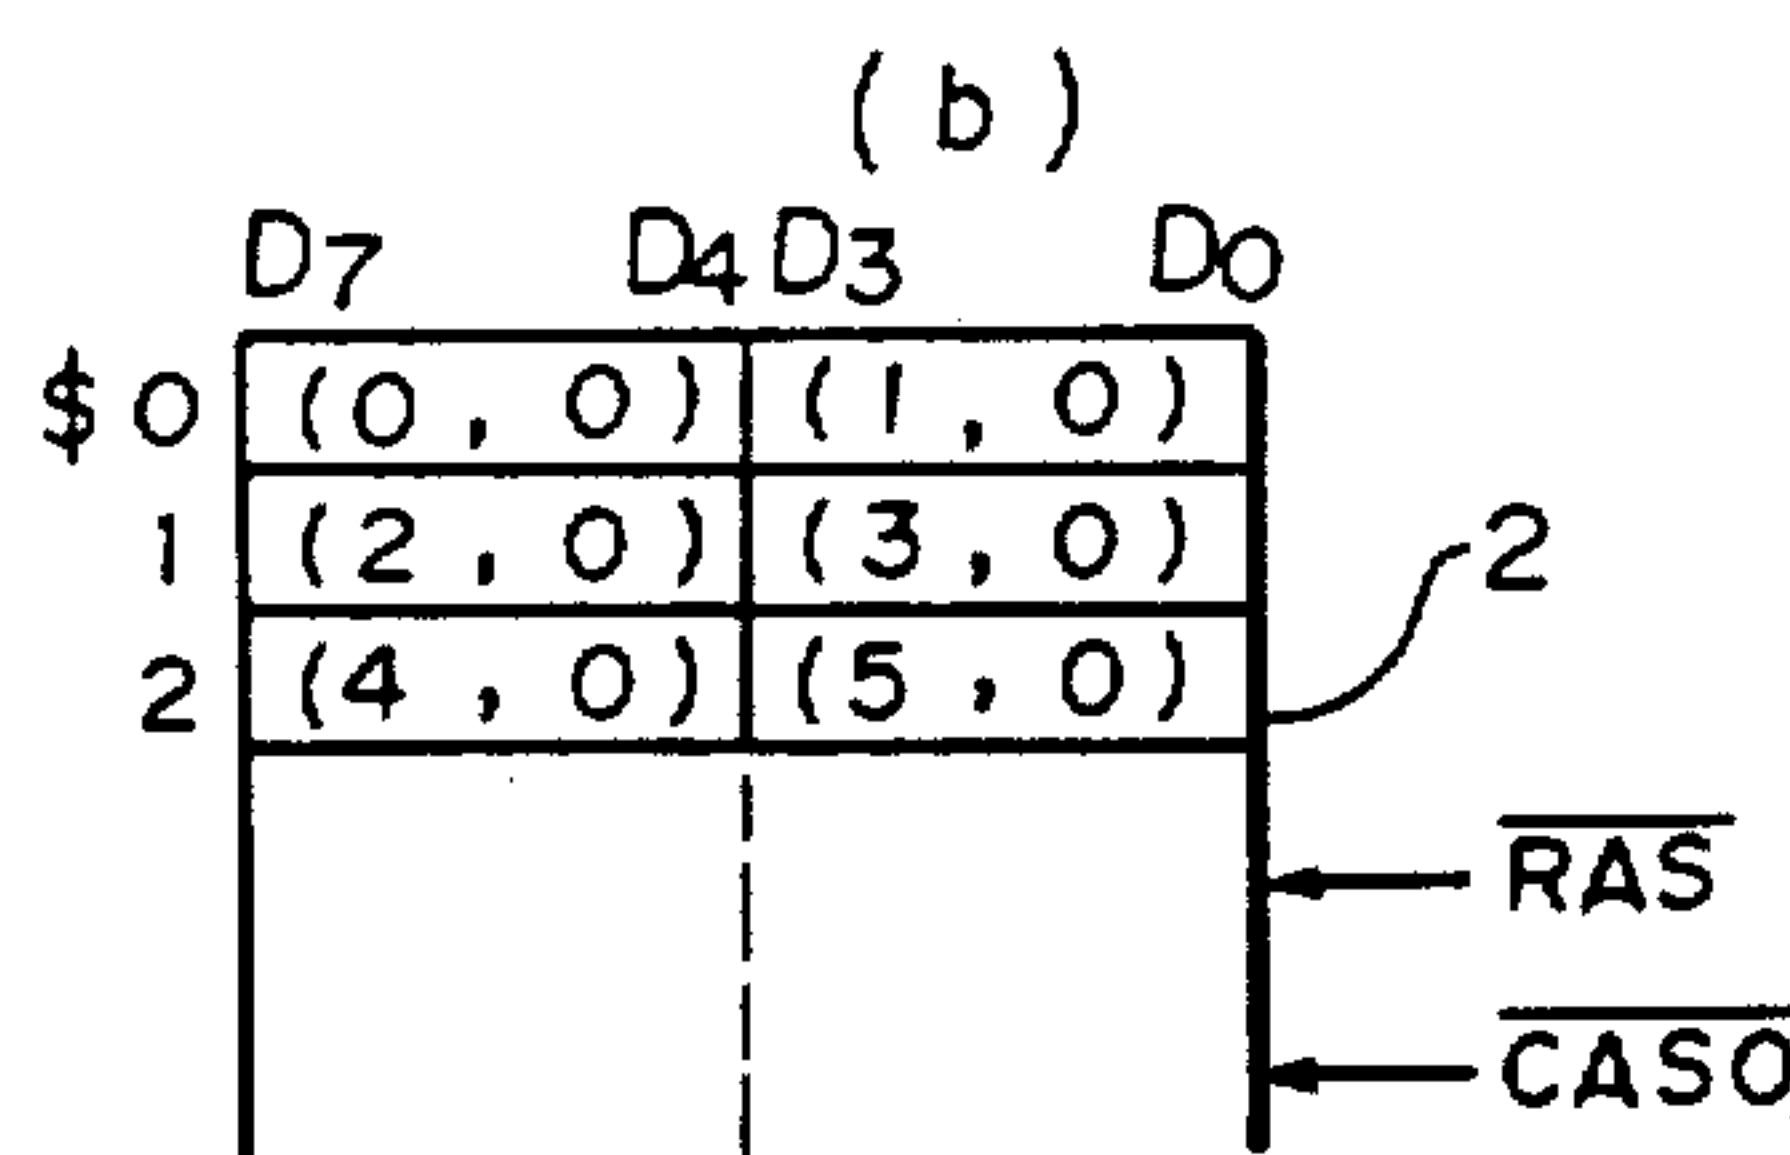 (b)
D7 D4 D3 D0
$0 (0, 0) (1, 0)
1 (2, 0) (3, 0)
2
2 (4, 0) (5, 0)
RAS
CAS0